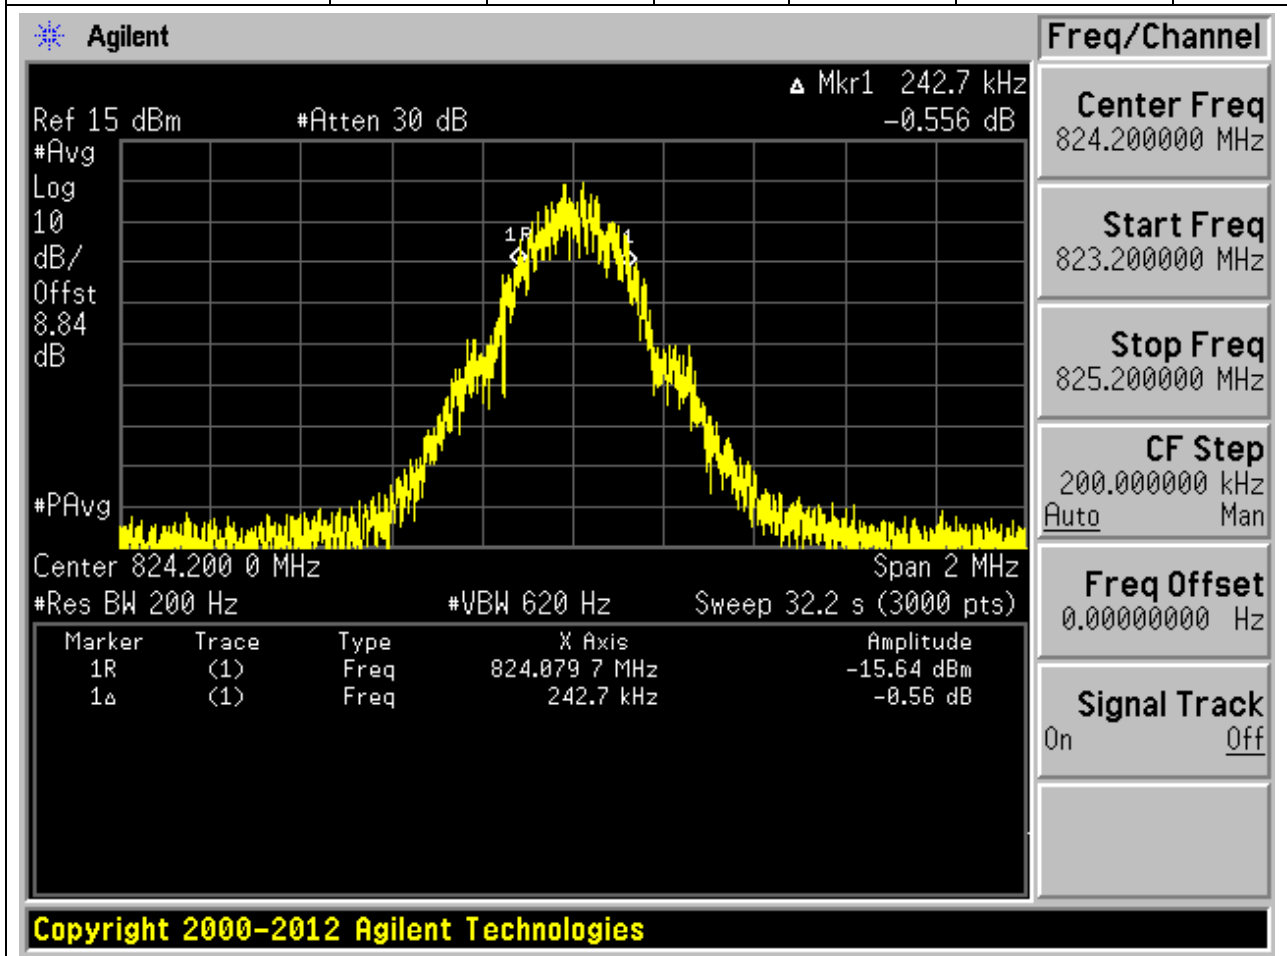 Agilent
Freq/Channel
Δ Mkr1 242.7 kHz
Ref 15 dBm #Atten 30 dB -0.556 dB
#Avg
Log
10
dB/
Offst
8.84
dB
1R
1
#PAvg
Center 824.200 0 MHz Span 2 MHz
#Res BW 200 Hz #VBW 620 Hz Sweep 32.2 s (3000 pts)
Marker Trace Type X Axis Amplitude
1R (1) Freq 824.079 7 MHz -15.64 dBm
1Δ (1) Freq 242.7 kHz -0.56 dB
Center Freq
824.200000 MHz
Start Freq
823.200000 MHz
Stop Freq
825.200000 MHz
CF Step
200.000000 kHz
Auto Man
Freq Offset
0.00000000 Hz
Signal Track
On Off
Copyright 2000-2012 Agilent Technologies